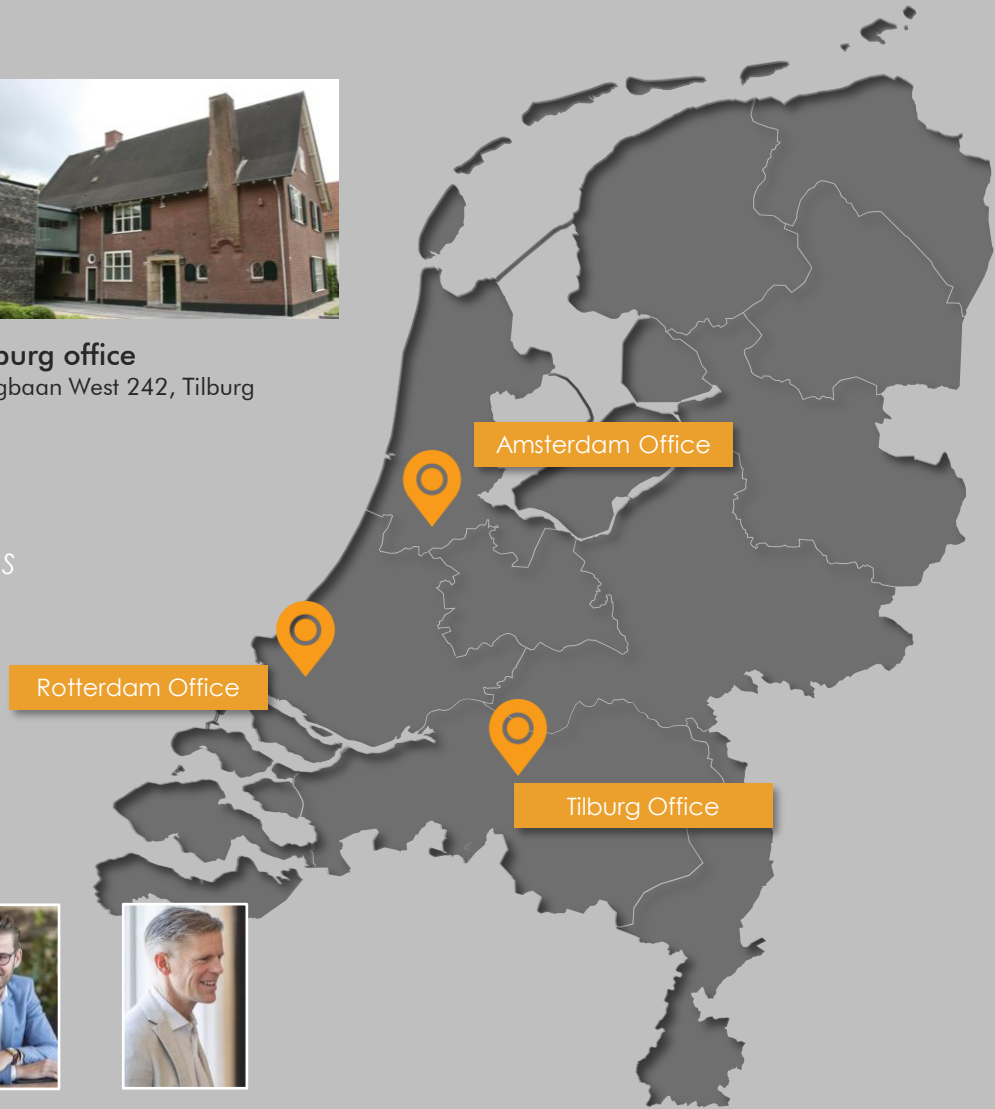 burg office
gbaan West 242, Tilburg
Amsterdam Office
s
Rotterdam Office
Tilburg Office